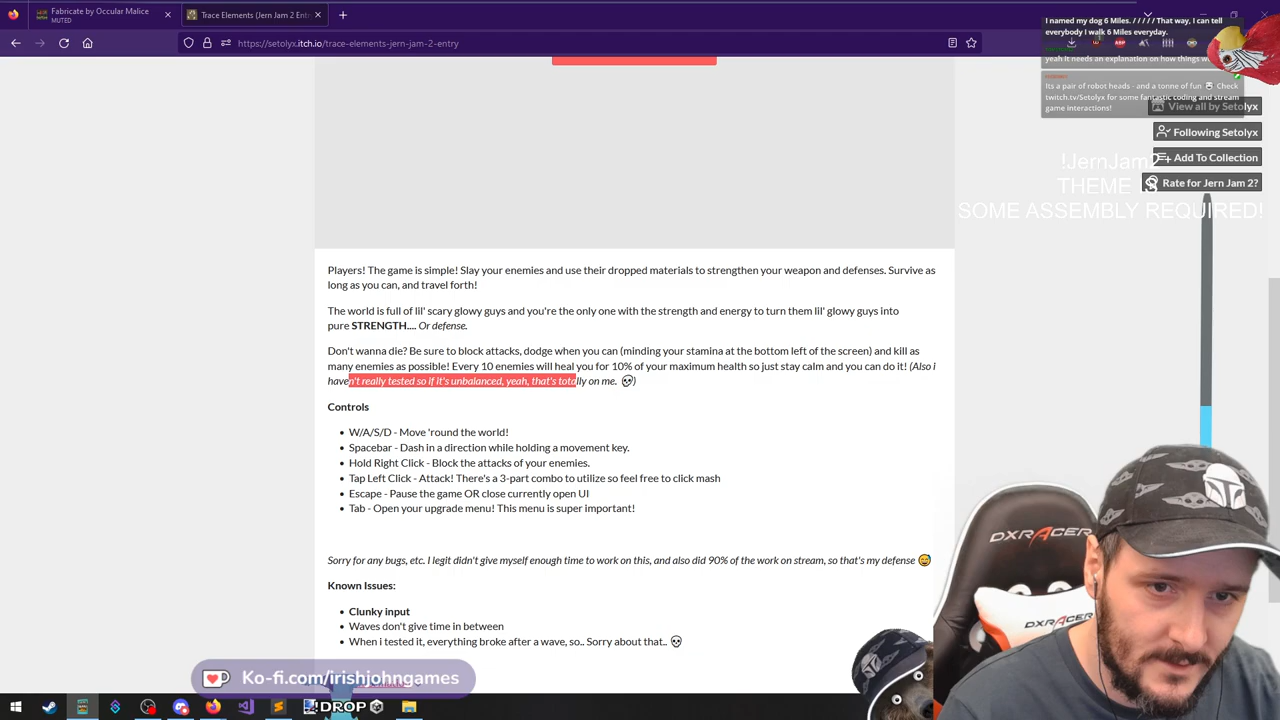 Fabricate by Occular Malice
MUTED
Trace Elements (Jern Jam 2 Ent
https://setolyx.itch.io/trace-elements-jern-jam-2-entry
I named my dog 6 Miles. / / / / / That way, I can tell
everybody I walk 6 Miles everyday.
yeah it needs an explanation on how things w
Its a pair of robot heads - and a tonne of fun Check
twitch.tv/Setolyx for some fantastic coding and stream
game interactions!
View all by Setolyx
Following Setolyx
Add To Collection
Rate for Jern Jam 2?
!JernJam2
THEME IS
SOME ASSEMBLY REQUIRED!
Players! The game is simple! Slay your enemies and use their dropped materials to strengthen your weapon and defenses. Survive as
long as you can, and travel forth!
The world is full of lil' scary glowy guys and you're the only one with the strength and energy to turn them lil' glowy guys into
pure STRENGTH.... Or defense.
Don't wanna die? Be sure to block attacks, dodge when you can (minding your stamina at the bottom left of the screen) and kill as
many enemies as possible! Every 10 enemies will heal you for 10% of your maximum health so just stay calm and you can do it! (Also i
haven't really tested so if it's unbalanced, yeah, that's totally on me. 💀)
Controls
• W/A/S/D - Move 'round the world!
• Spacebar - Dash in a direction while holding a movement key.
• Hold Right Click - Block the attacks of your enemies.
• Tap Left Click - Attack! There's a 3-part combo to utilize so feel free to click mash
• Escape - Pause the game OR close currently open UI
• Tab - Open your upgrade menu! This menu is super important!
Sorry for any bugs, etc. I legit didn't give myself enough time to work on this, and also did 90% of the work on stream, so that's my defense 😅
Known Issues:
• Clunky input
• Waves don't give time in between
• When i tested it, everything broke after a wave, so.. Sorry about that.. 💀
Ko-fi.com/irishjohngames
!DROP
DXRACER